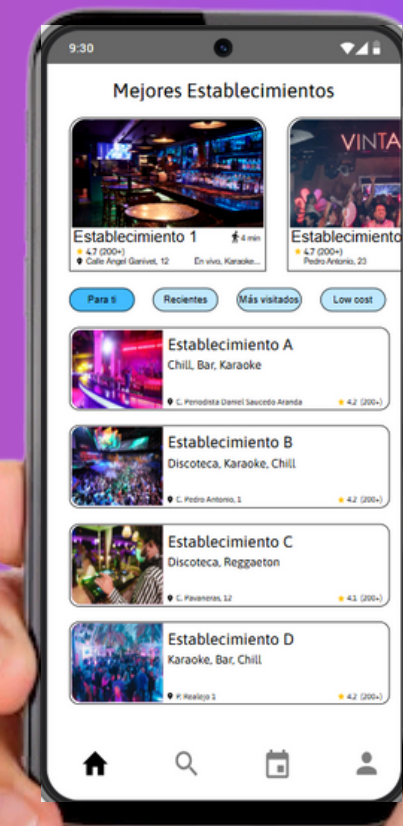 9:30
Mejores Establecimientos
VINTA
Establecimiento 1
4 min
4.7 (200+)
Calle Angel Ganivet, 12
En vivo, Karaoke...
Establecimiento
4.7 (200+)
Pedro Antonio, 23
Para ti
Recientes
Más visitados
Low cost
Establecimiento A
Chill, Bar, Karaoke
C. Periodista Daniel Saucedo Aranda
4.2 (200+)
Establecimiento B
Discoteca, Karaoke, Chill
C. Pedro Antonio, 1
4.2 (200+)
Establecimiento C
Discoteca, Reggaeton
C. Pavaneras, 12
4.1 (200+)
Establecimiento D
Karaoke, Bar, Chill
P. Realejo 1
4.2 (200+)